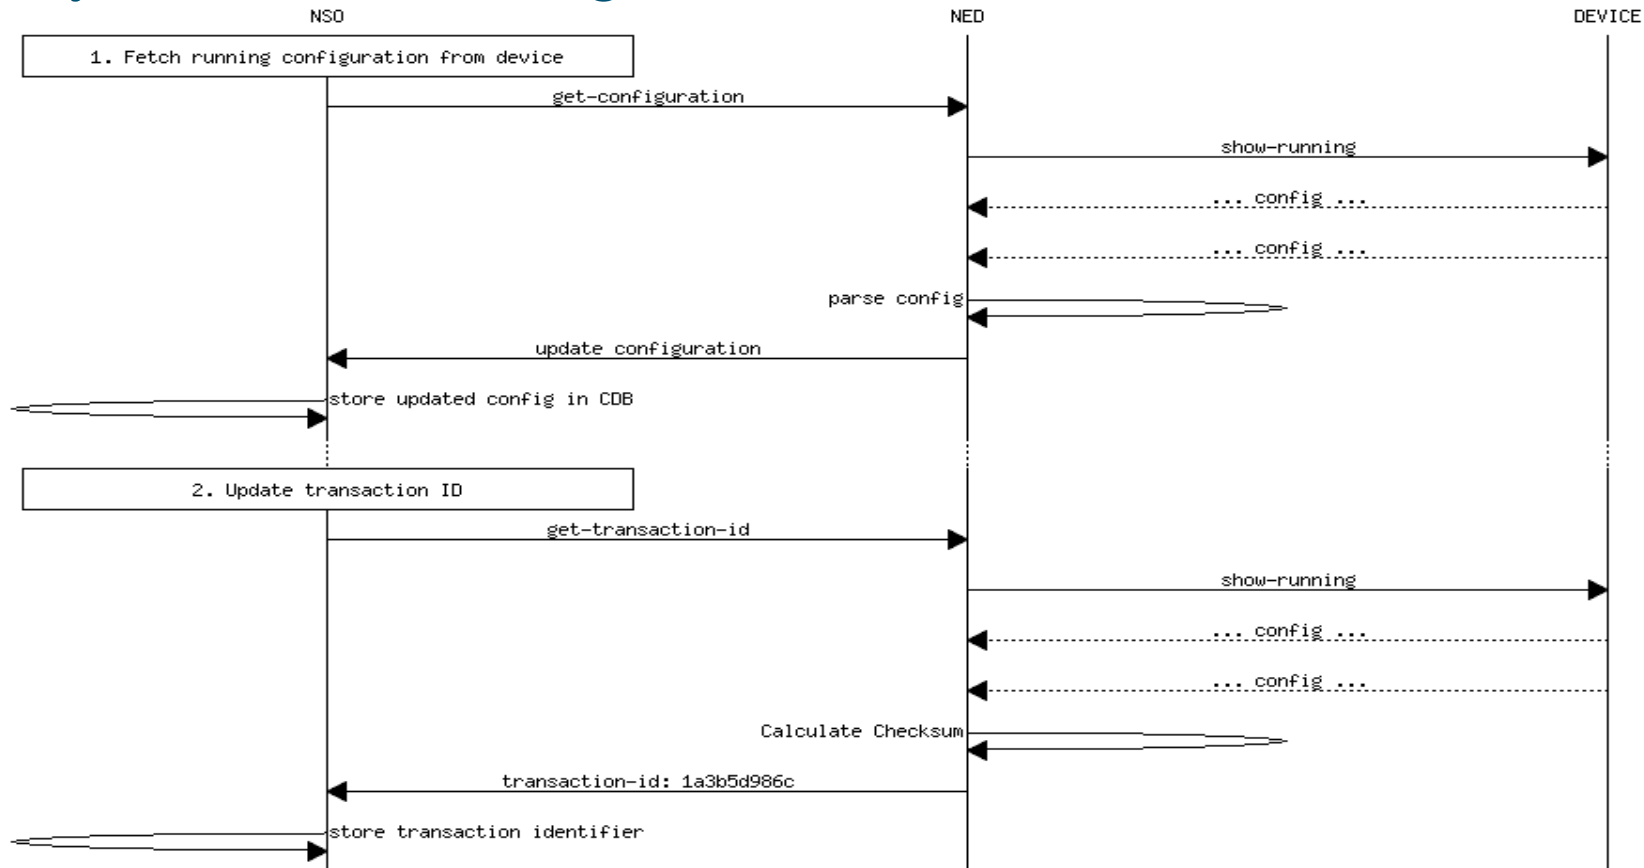 NSO NED DEVICE
1. Fetch running configuration from device
get-configuration
show-running
... config ...
... config ...
parse config
update configuration
store updated config in CDB
2. Update transaction ID
get-transaction-id
show-running
... config ...
... config ...
Calculate Checksum
transaction-id: 1a3b5d986c
store transaction identifier